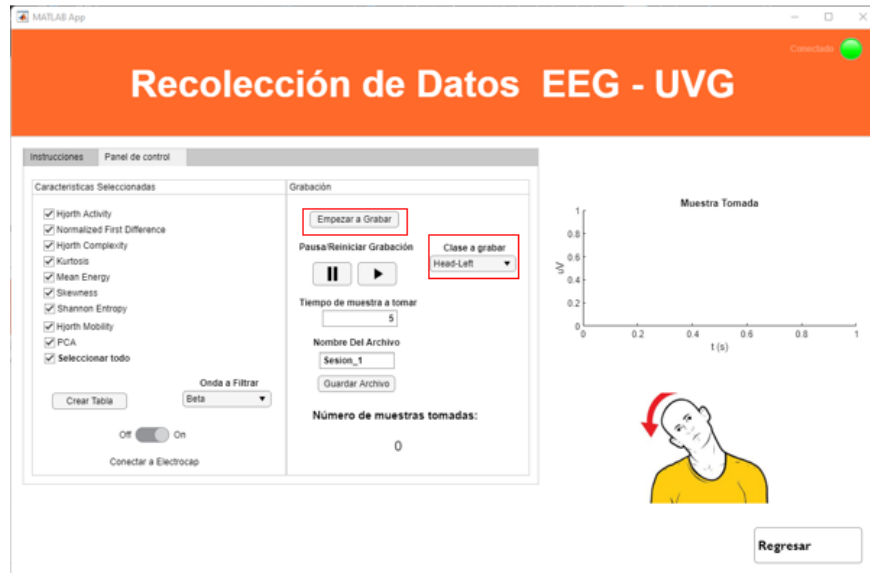 MATLAB App
Conectado
Recolección de Datos EEG - UVG
Instrucciones
Panel de control
Caracteristicas Seleccionadas
Hjorth Activity
Normalized First Difference
Hjorth Complexity
Kurtosis
Mean Energy
Skewness
Shannon Entropy
Hjorth Mobility
PCA
Seleccionar todo
Onda a Filtrar
Crear Tabla
Beta
Off
On
Conectar a Electrocap
Grabación
Empezar a Grabar
Pausa/Reiniciar Grabación
Clase a grabar
Head-Left
Tiempo de muestra a tomar
5
Nombre Del Archivo
Sesion_1
Guardar Archivo
Número de muestras tomadas:
0
Muestra Tomada
1
0.8
0.6
0.4
0.2
0
uV
0 0.2 0.4 0.6 0.8 1
t (s)
Regresar